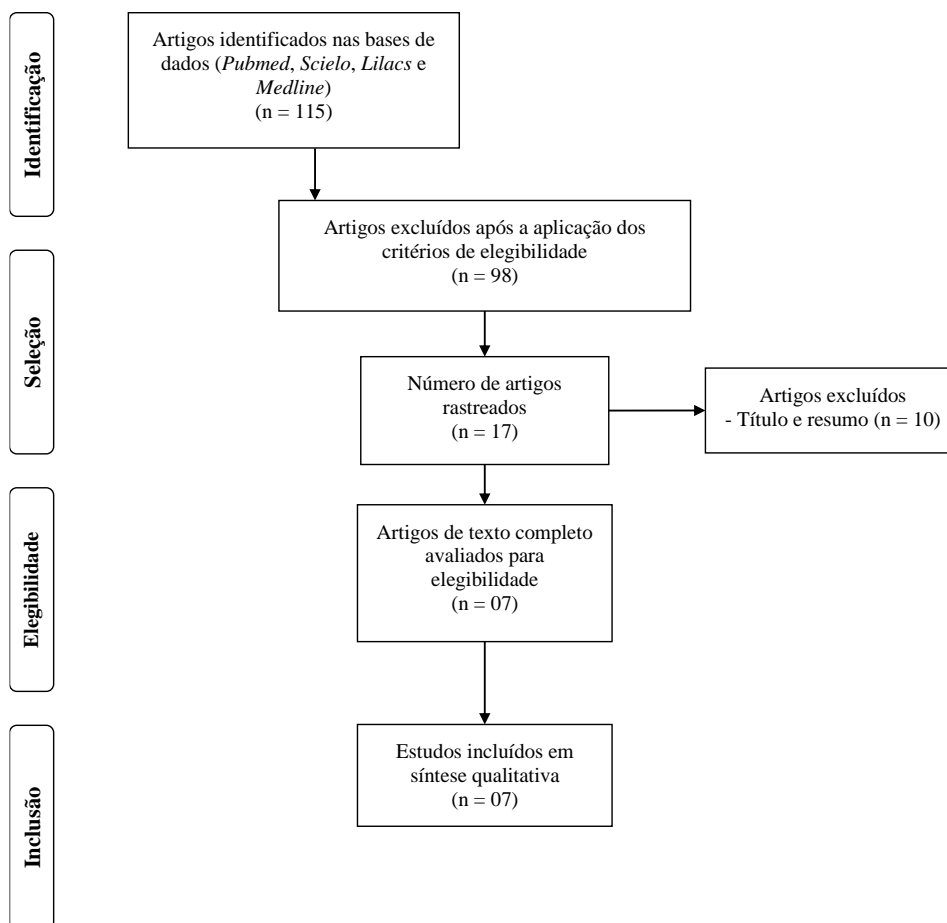 Identificação
Artigos identificados nas bases de
dados (Pubmed, Scielo, Lilacs e
Medline)
(n = 115)
Artigos excluídos após a aplicação dos
critérios de elegibilidade
(n = 98)
Seleção
Número de artigos
rastreados
(n = 17)
Artigos excluídos
- Título e resumo (n = 10)
Elegibilidade
Artigos de texto completo
avaliados para
elegibilidade
(n = 07)
Inclusão
Estudos incluídos em
síntese qualitativa
(n = 07)